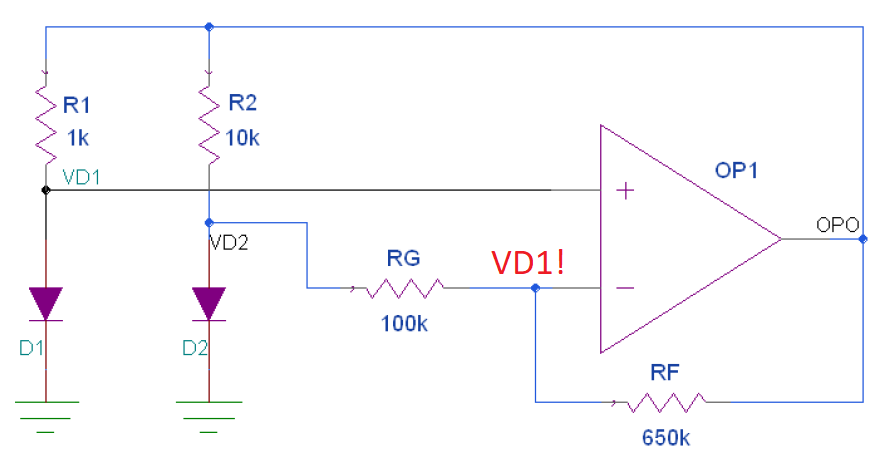 R1
1k
R2
10k
VD1
OP1
+
OPO
VD2
RG
100k
VD1!
−
D1
D2
RF
650k